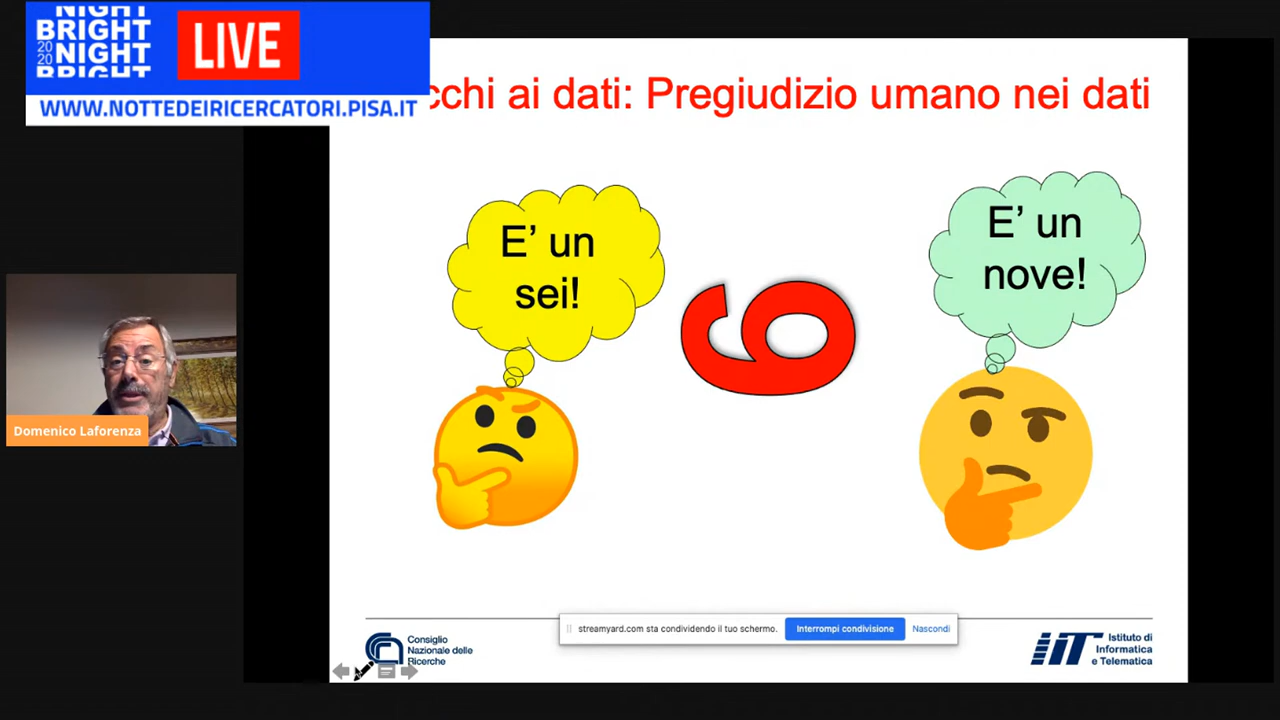 NIGHT
BRIGHT
2020 NIGHT
BRIGHT
LIVE
WWW.NOTTEDEIRICERCATORI.PISA.IT
cchi ai dati: Pregiudizio umano nei dati
E’ un
sei!
E’ un
nove!
6
Domenico Laforenza
streamyard.com sta condividendo il tuo schermo.
Interrompi condivisione
Nascondi
Consiglio
Nazionale delle
Ricerche
IIT
Istituto di
Informatica
e Telematica